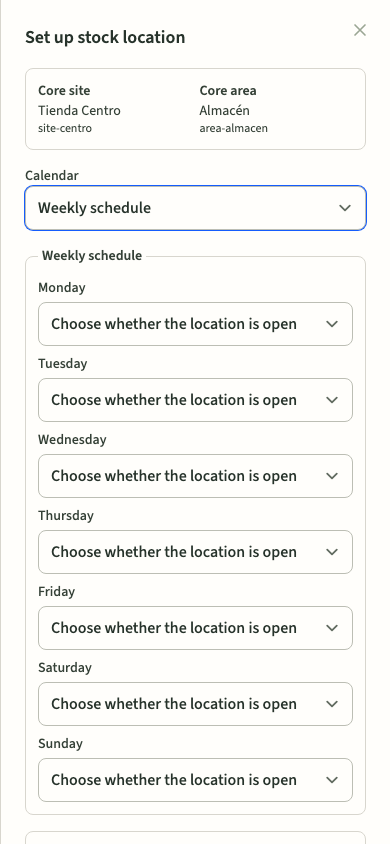 Set up stock location
Core site
Core area
Tienda Centro
Almacén
site-centro
area-almacen
Calendar
Weekly schedule
Weekly schedule
Monday
Choose whether the location is open
Tuesday
Choose whether the location is open
Wednesday
Choose whether the location is open
Thursday
Choose whether the location is open
Friday
Choose whether the location is open
Saturday
Choose whether the location is open
Sunday
Choose whether the location is open